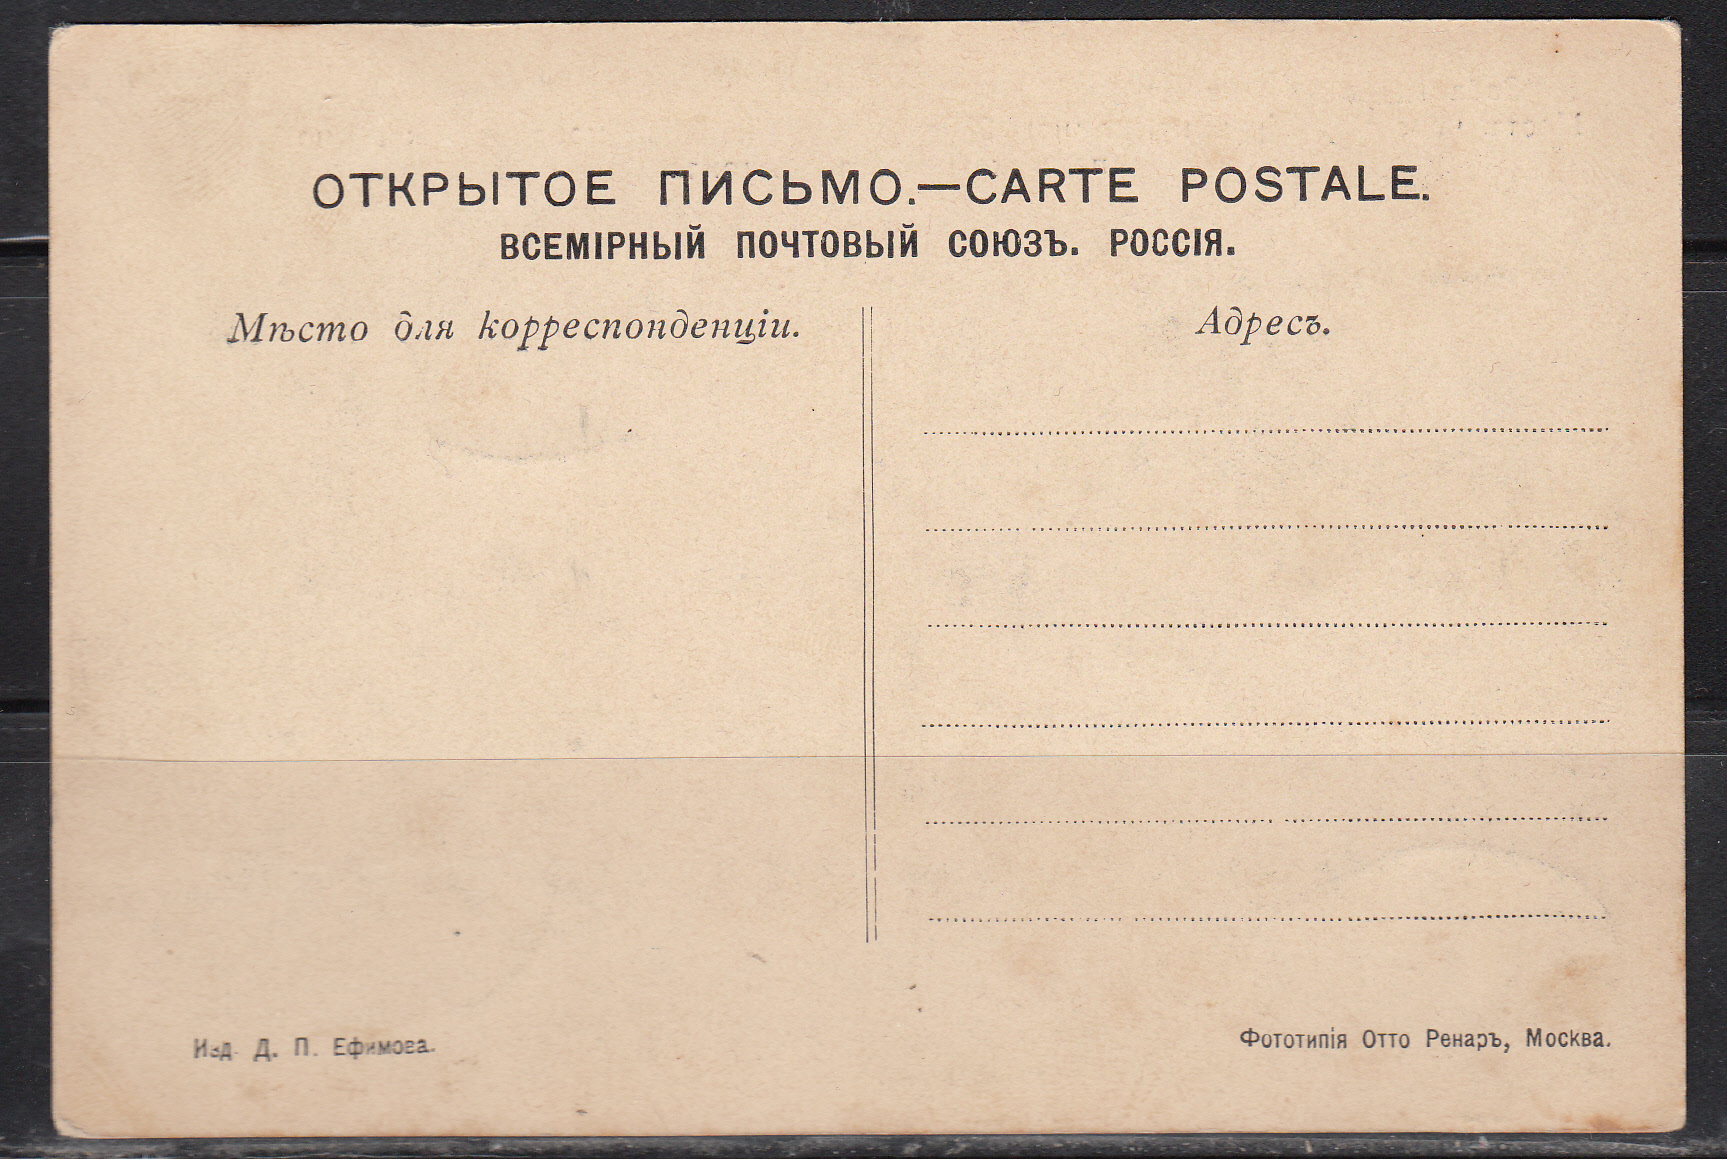 ОТКРЫТОЕ ПИСЬМО.—CARTE POSTALE.
ВСЕМІРНЫЙ ПОЧТОВЫЙ СОЮЗЪ. РОССІЯ.
Мѣсто для корреспонденціи.
Адресъ.
Изд. Д. П. Ефимова.
Фототипія Отто Ренаръ, Москва.